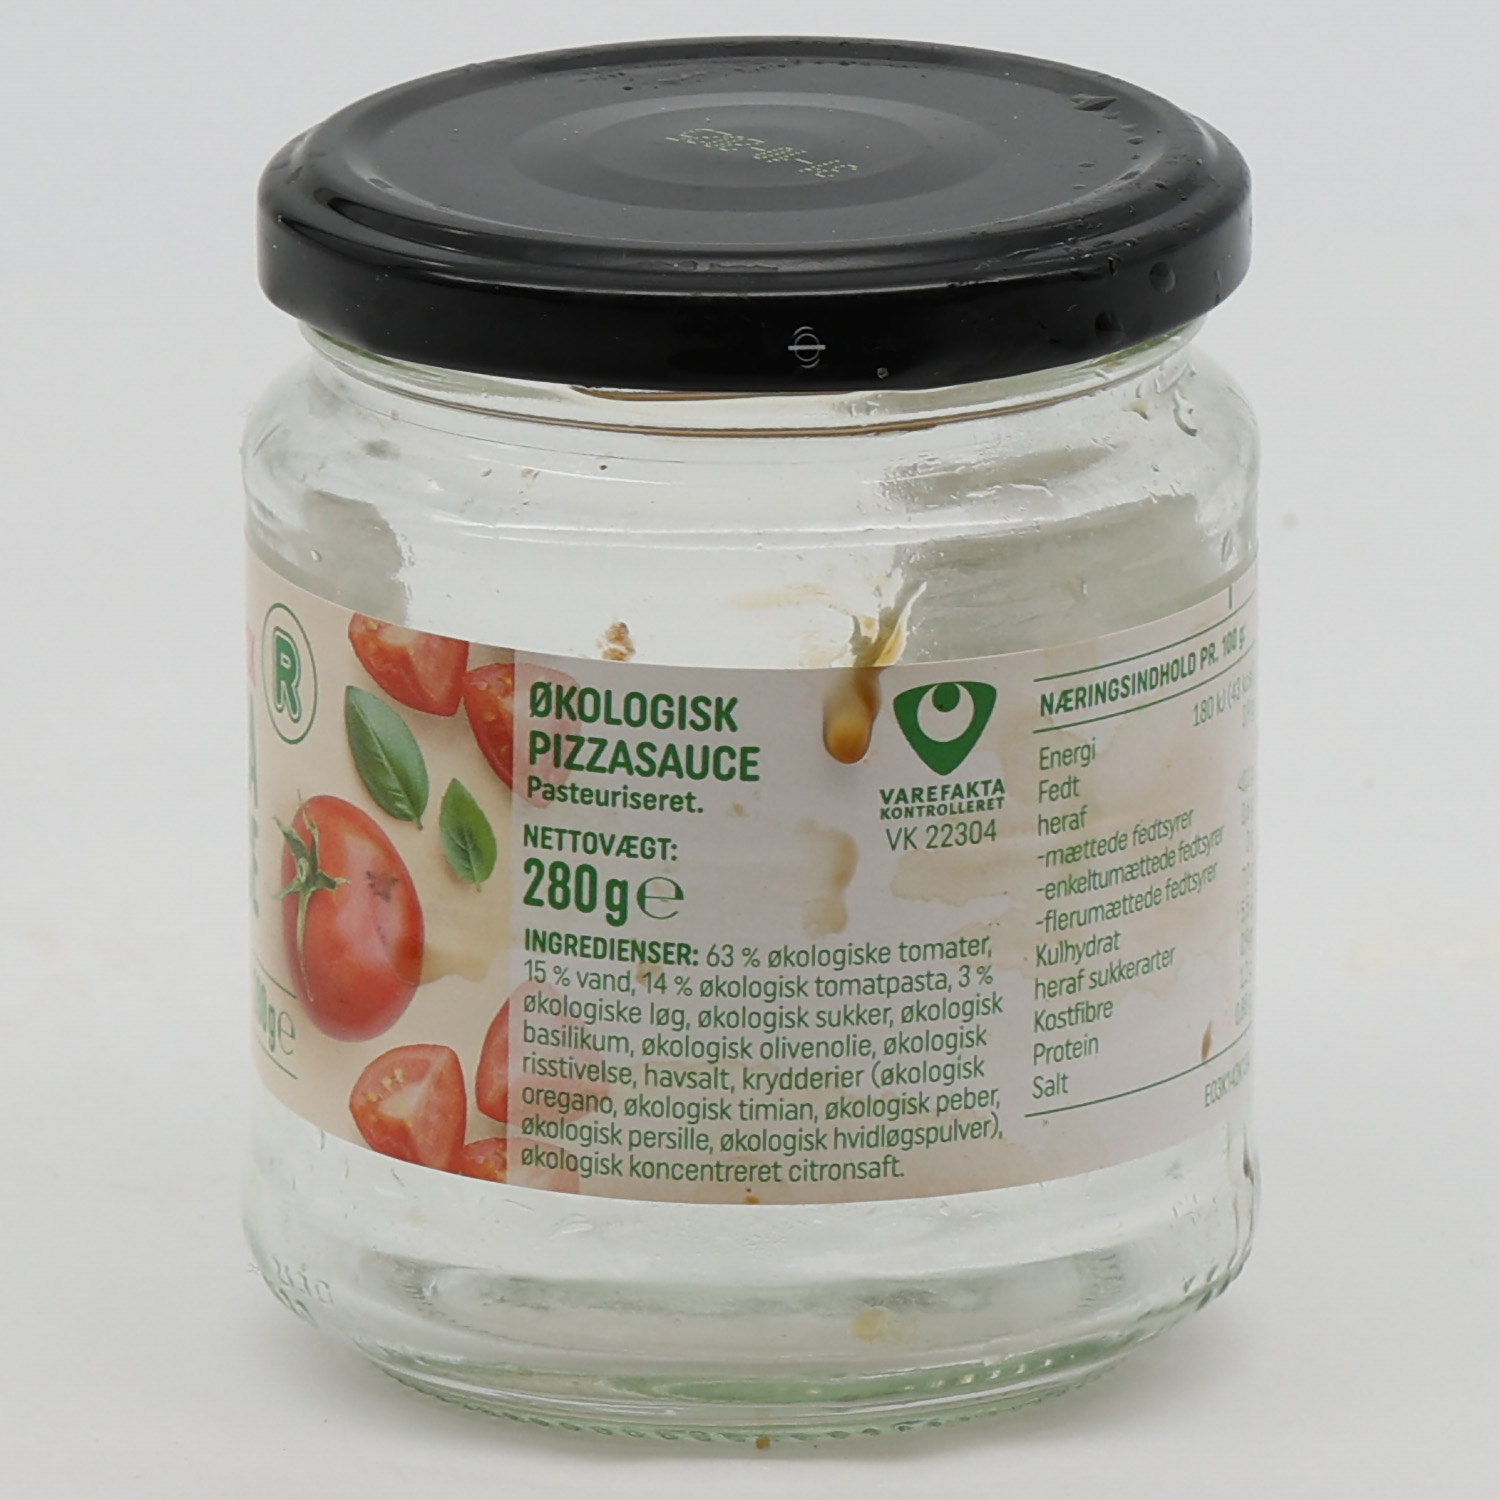 R
ØKOLOGISK
PIZZASAUCE
Pasteuriseret.
NETTOVÆGT:
280 g ℮
INGREDIENSER: 63 % økologiske tomater,
15 % vand, 14 % økologisk tomatpasta, 3 %
økologiske løg, økologisk sukker, økologisk
basilikum, økologisk olivenolie, økologisk
risstivelse, havsalt, krydderier (økologisk
oregano, økologisk timian, økologisk peber,
økologisk persille, økologisk hvidløgspulver),
økologisk koncentreret citronsaft.
VAREFAKTA
KONTROLLERET
VK 22304
NÆRINGSINDHOLD PR. 100 g:
Energi 180 kJ
Fedt
heraf
-mættede fedtsyrer
-enkeltumættede fedtsyrer
-flerumættede fedtsyrer
Kulhydrat
heraf sukkerarter
Kostfibre
Protein
Salt